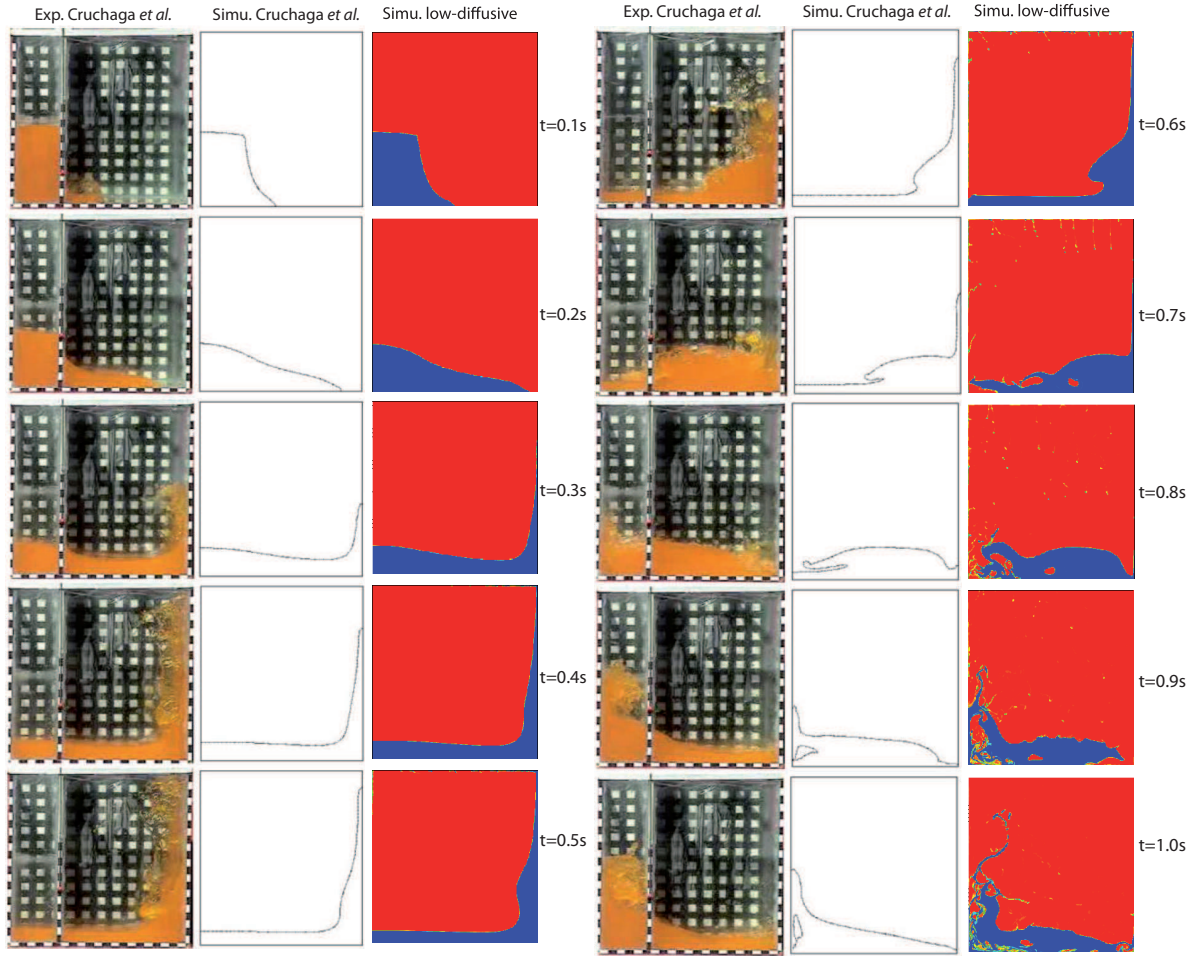 Exp. Cruchaga et al. Simu. Cruchaga et al. Simu. low-diffusive
t=0.1s
t=0.2s
t=0.3s
t=0.4s
t=0.5s
Exp. Cruchaga et al. Simu. Cruchaga et al. Simu. low-diffusive
t=0.6s
t=0.7s
t=0.8s
t=0.9s
t=1.0s